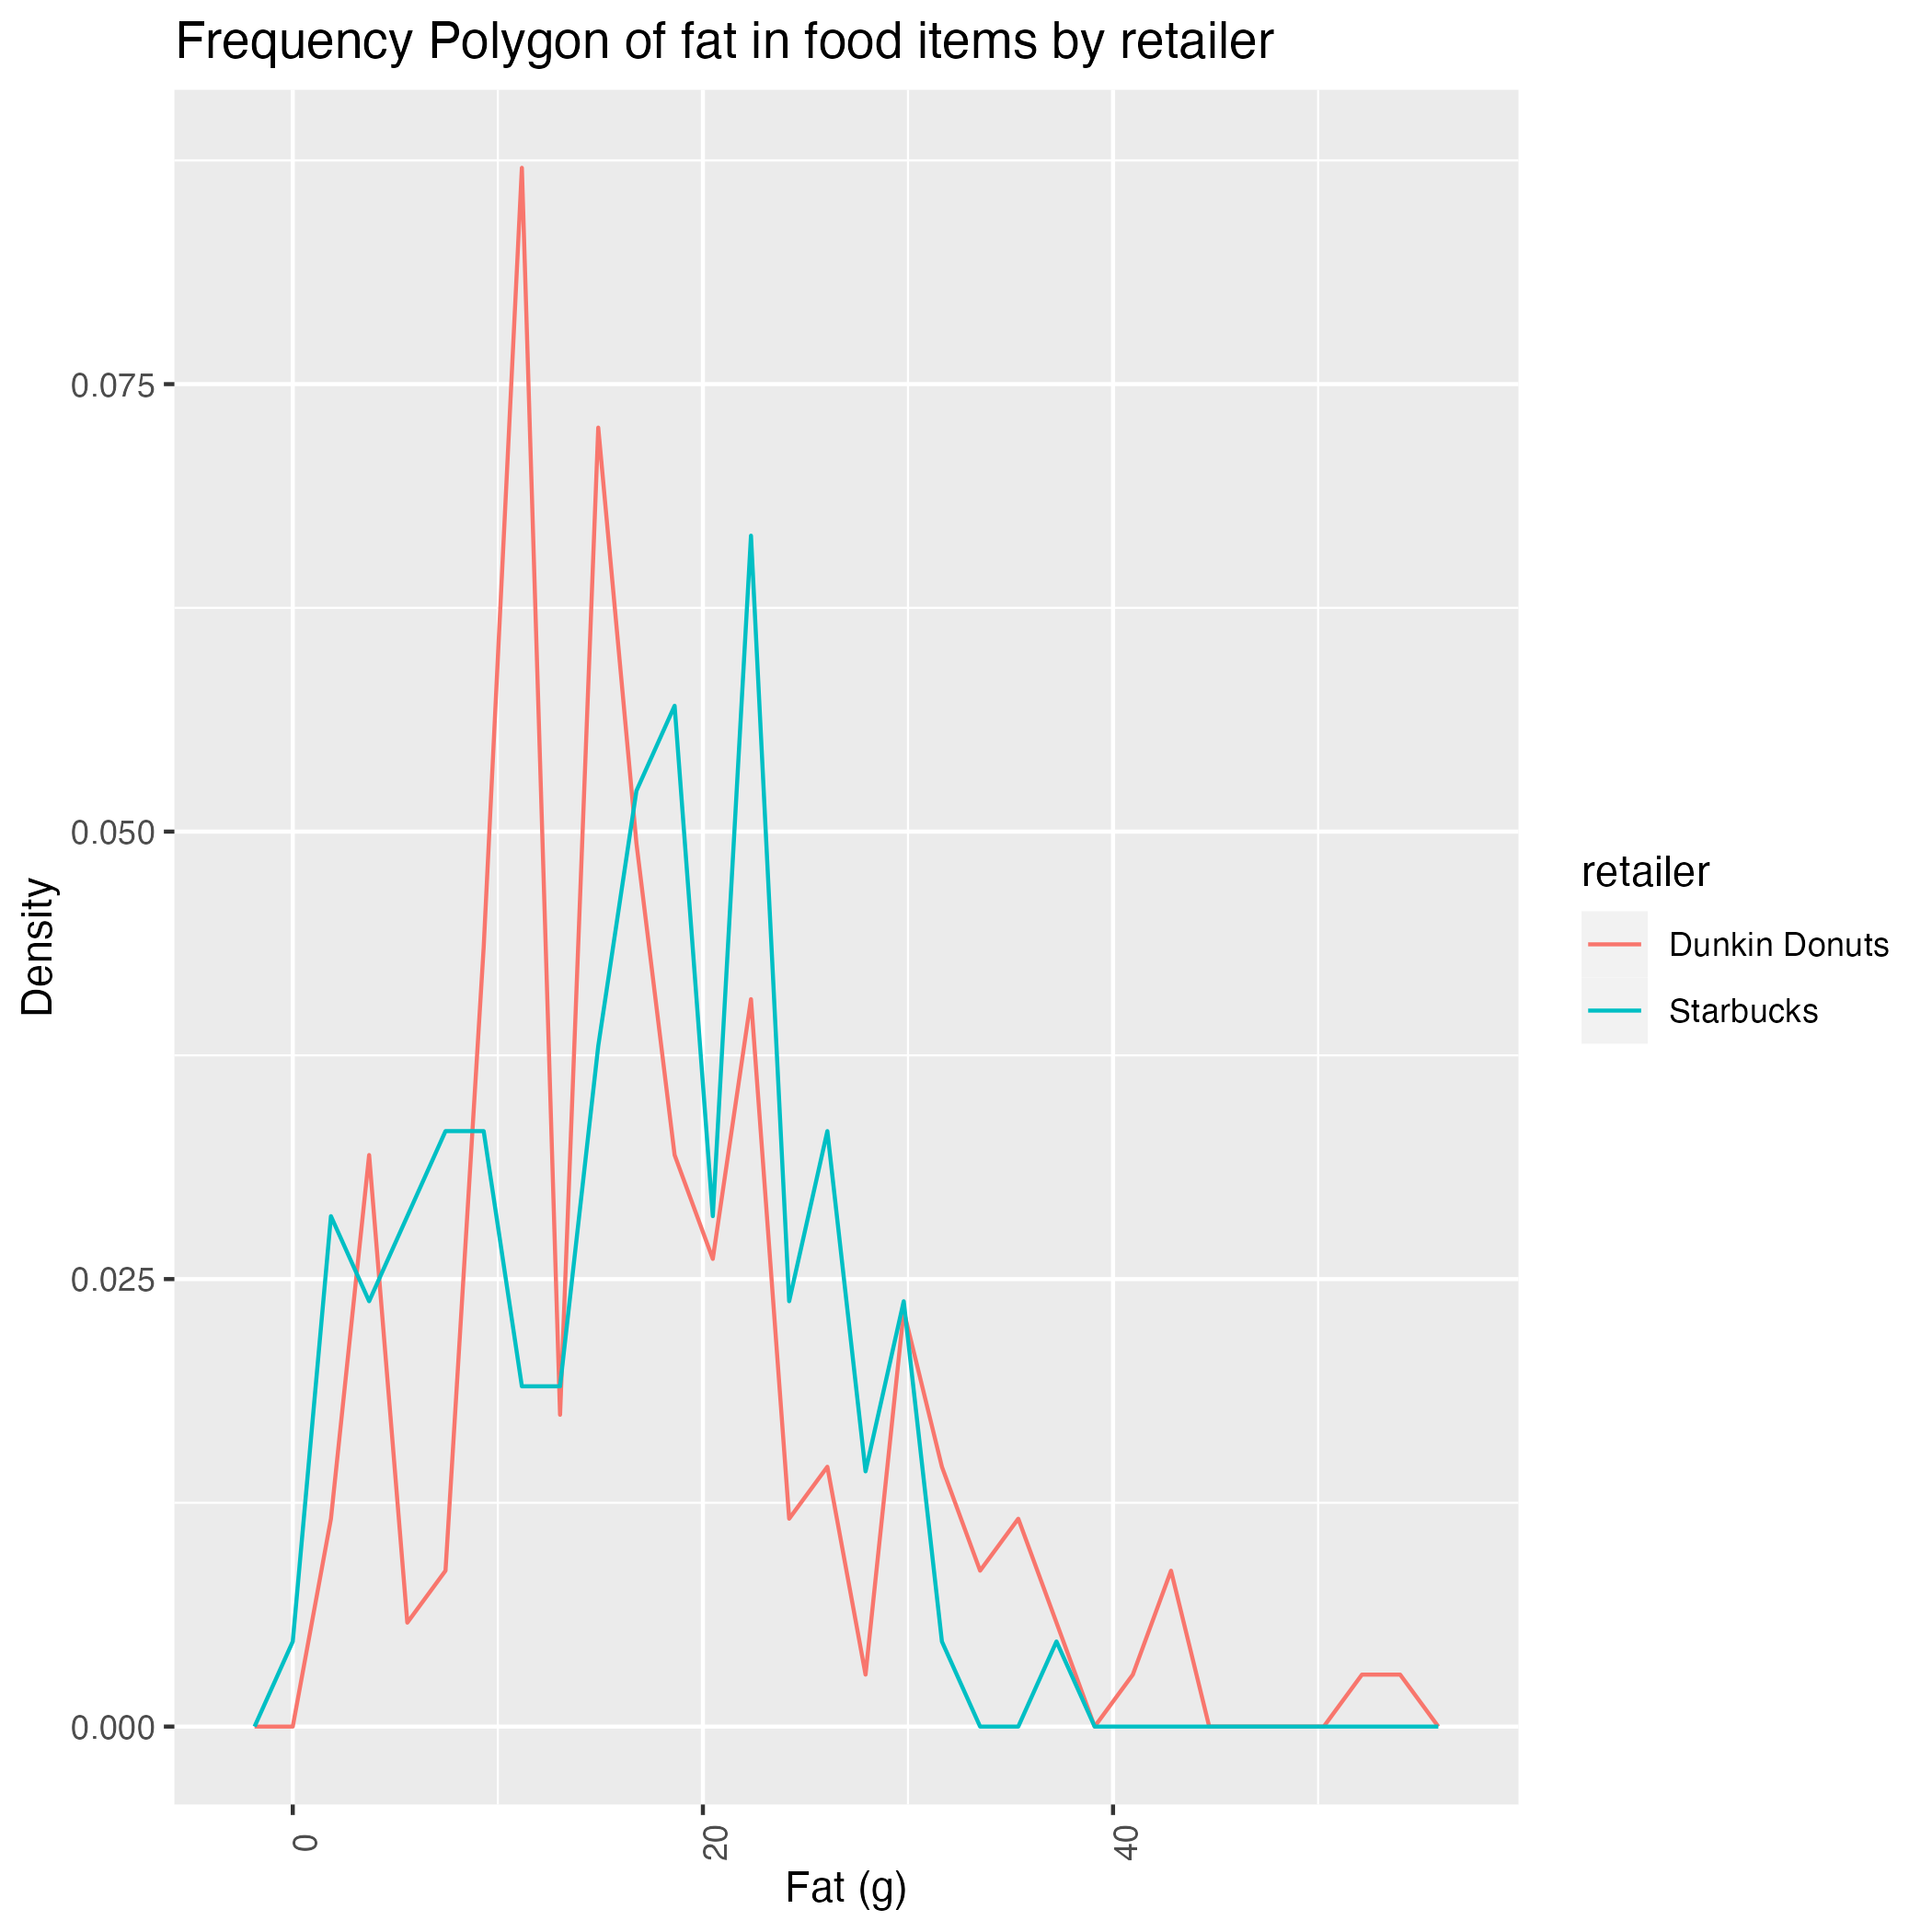 Frequency Polygon of fat in food items by retailer
0.075
0.050
0.025
0.000
Density
0
20
40
Fat (g)
retailer
Dunkin Donuts
Starbucks